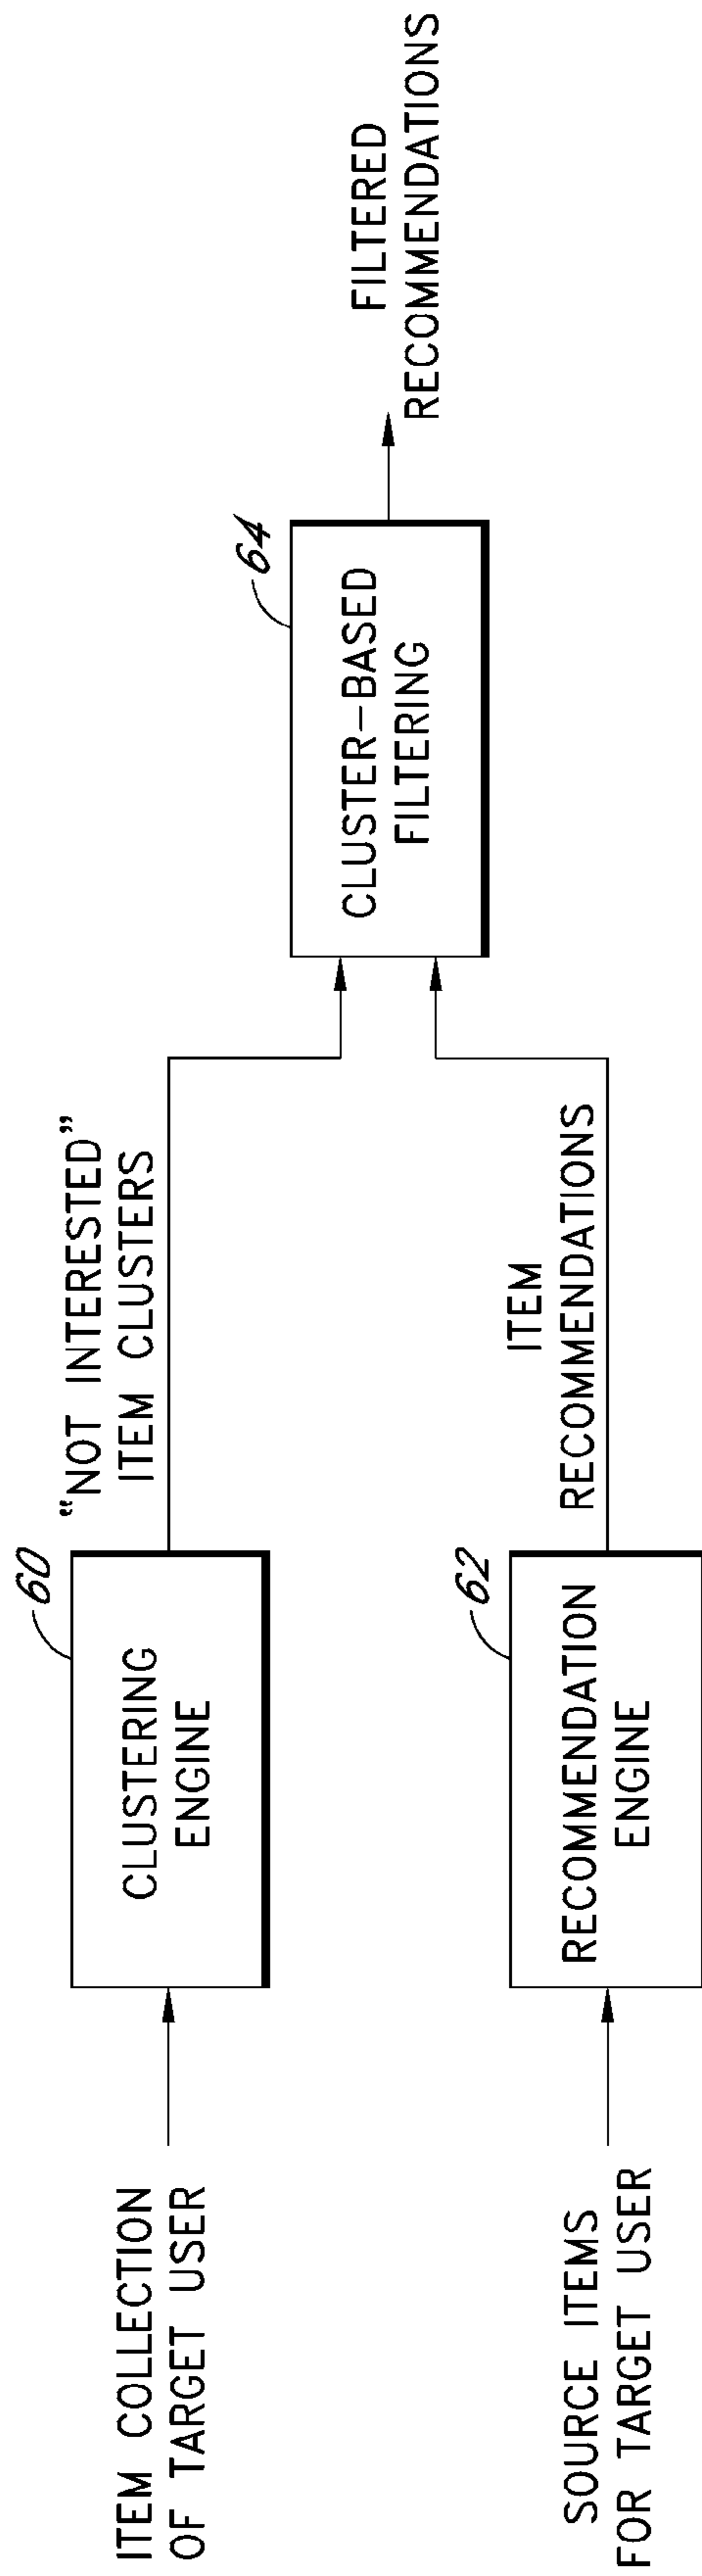 ITEM COLLECTION
OF TARGET USER
60
CLUSTERING
ENGINE
“NOT INTERESTED”
ITEM CLUSTERS
SOURCE ITEMS
FOR TARGET USER
62
RECOMMENDATION
ENGINE
ITEM
RECOMMENDATIONS
64
CLUSTER-BASED
FILTERING
FILTERED
RECOMMENDATIONS